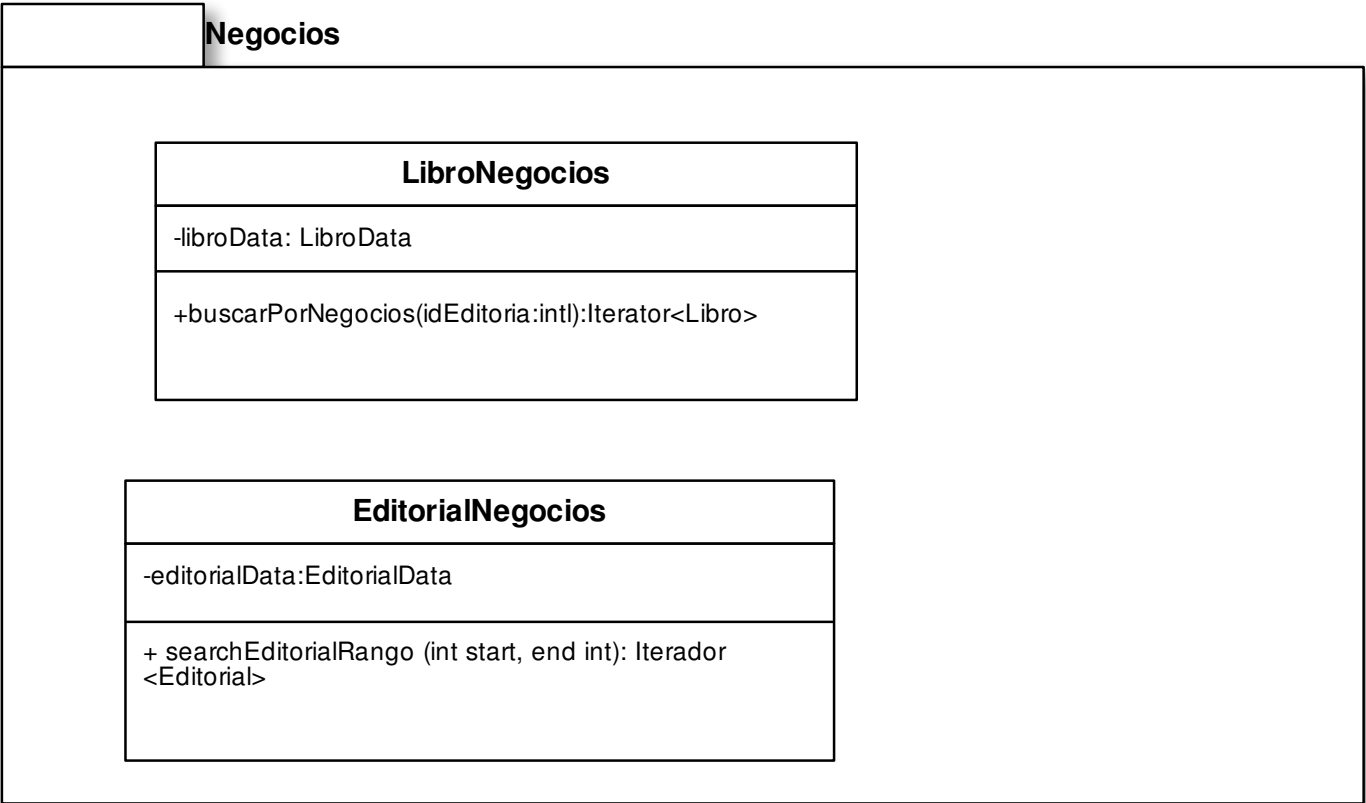 Negocios
LibroNegocios
-libroData: LibroData
+buscarPorNegocios(idEditoria:intl):Iterator<Libro>
EditorialNegocios
-editorialData:EditorialData
+ searchEditorialRango (int start, end int): Iterador
<Editorial>